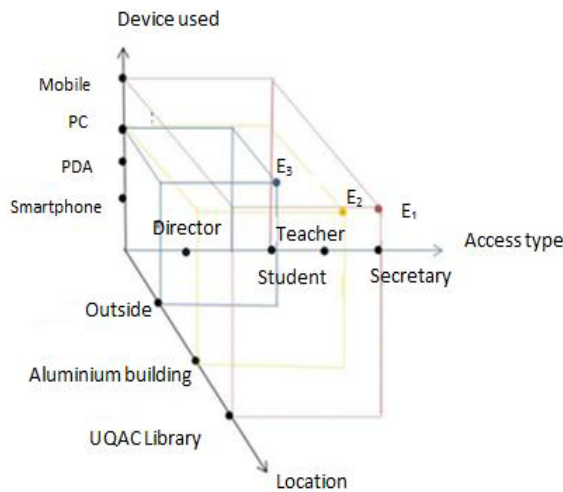 Device used
Mobile
PC
PDA
Smartphone
E₃
E₂
E₁
Director
Teacher
Access type
Student
Secretary
Outside
Aluminium building
UQAC Library
Location